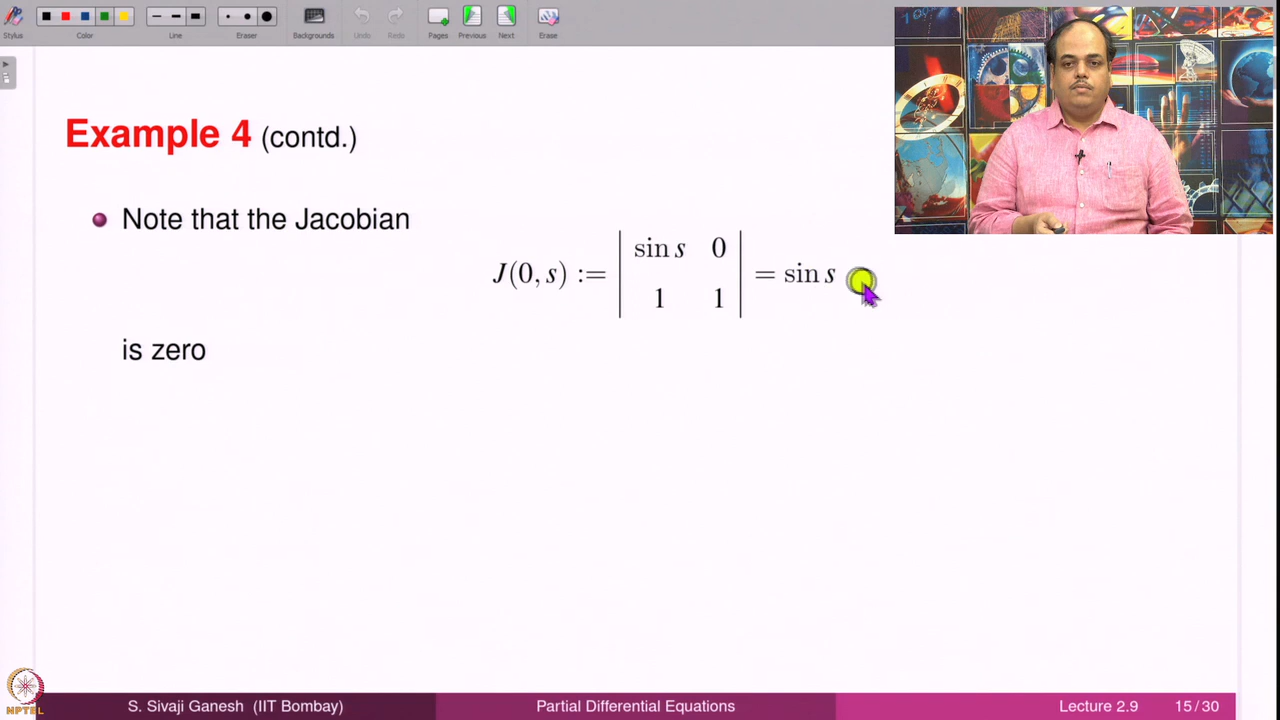 Stylus
Color
Line
Eraser
Backgrounds
Undo
Redo
Pages
Previous
Next
Erase
Example 4 (contd.)
Note that the Jacobian
J(0, s) := | sin s 0 | = sin s
| 1 1 |
is zero
NPTEL
S. Sivaji Ganesh (IIT Bombay)
Partial Differential Equations
Lecture 2.9
15 / 30